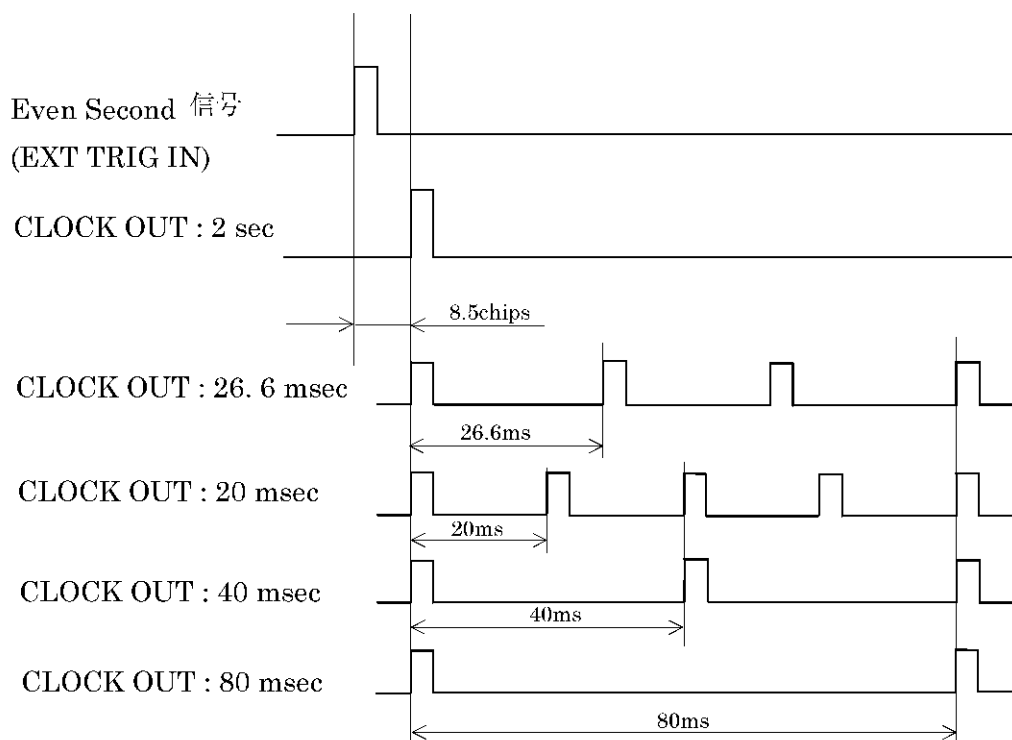 Even Second 信号
(EXT TRIG IN)
CLOCK OUT : 2 sec
8.5chips
CLOCK OUT : 26. 6 msec
26.6ms
CLOCK OUT : 20 msec
20ms
CLOCK OUT : 40 msec
40ms
CLOCK OUT : 80 msec
80ms